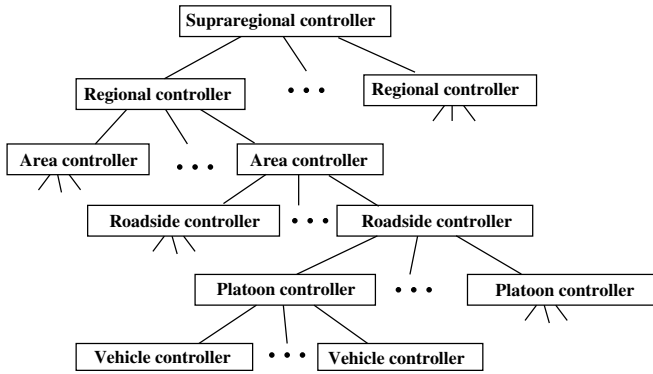 Supraregional controller
Regional controller
Regional controller
Area controller
Area controller
Roadside controller
Roadside controller
Platoon controller
Platoon controller
Vehicle controller
Vehicle controller